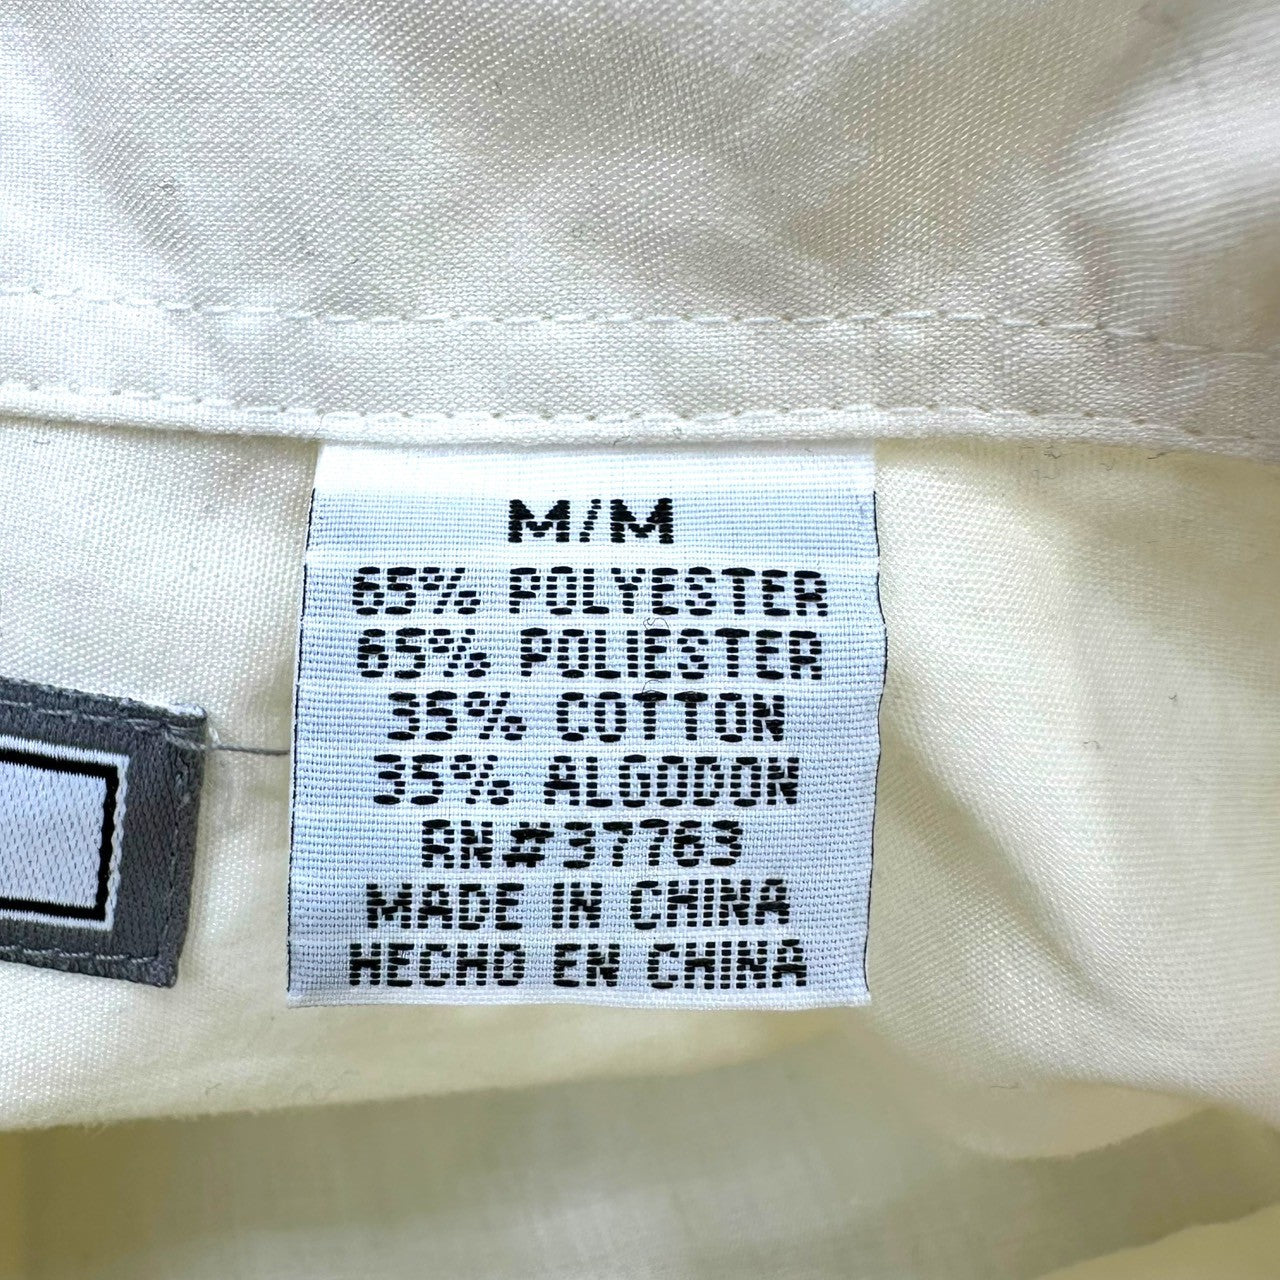 M/M
65% POLYESTER
65% POLIESTER
35% COTTON
35% ALGODON
RN#37763
MADE IN CHINA
HECHO EN CHINA